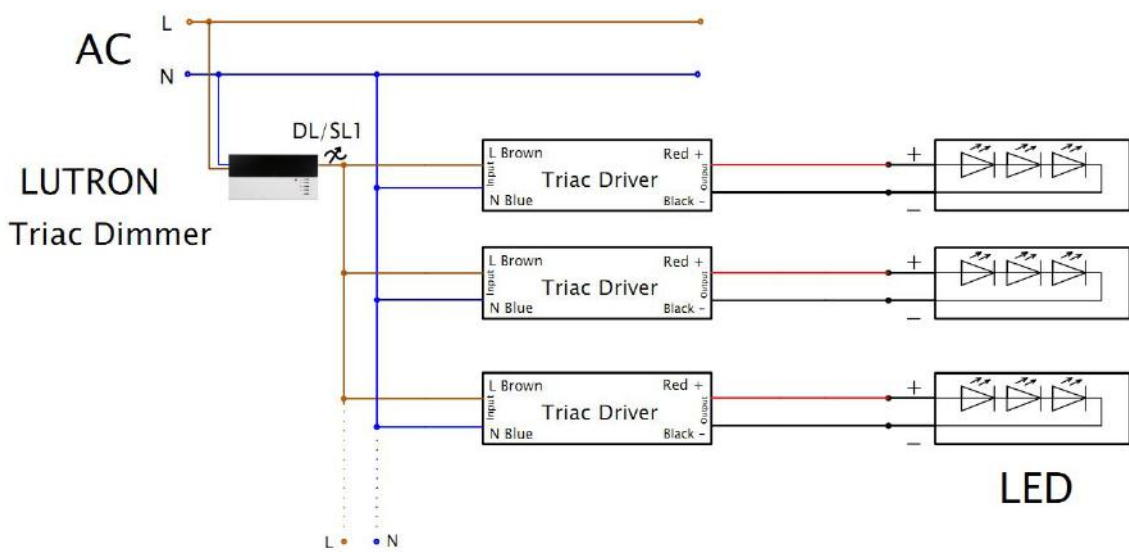 L
AC
N
DL/SL1
LUTRON
Triac Dimmer
L Brown
Red +
Input
Triac Driver
Output
N Blue
Black -
+
−
L Brown
Red +
Input
Triac Driver
Output
N Blue
Black -
+
−
L Brown
Red +
Input
Triac Driver
Output
N Blue
Black -
+
−
LED
L
N